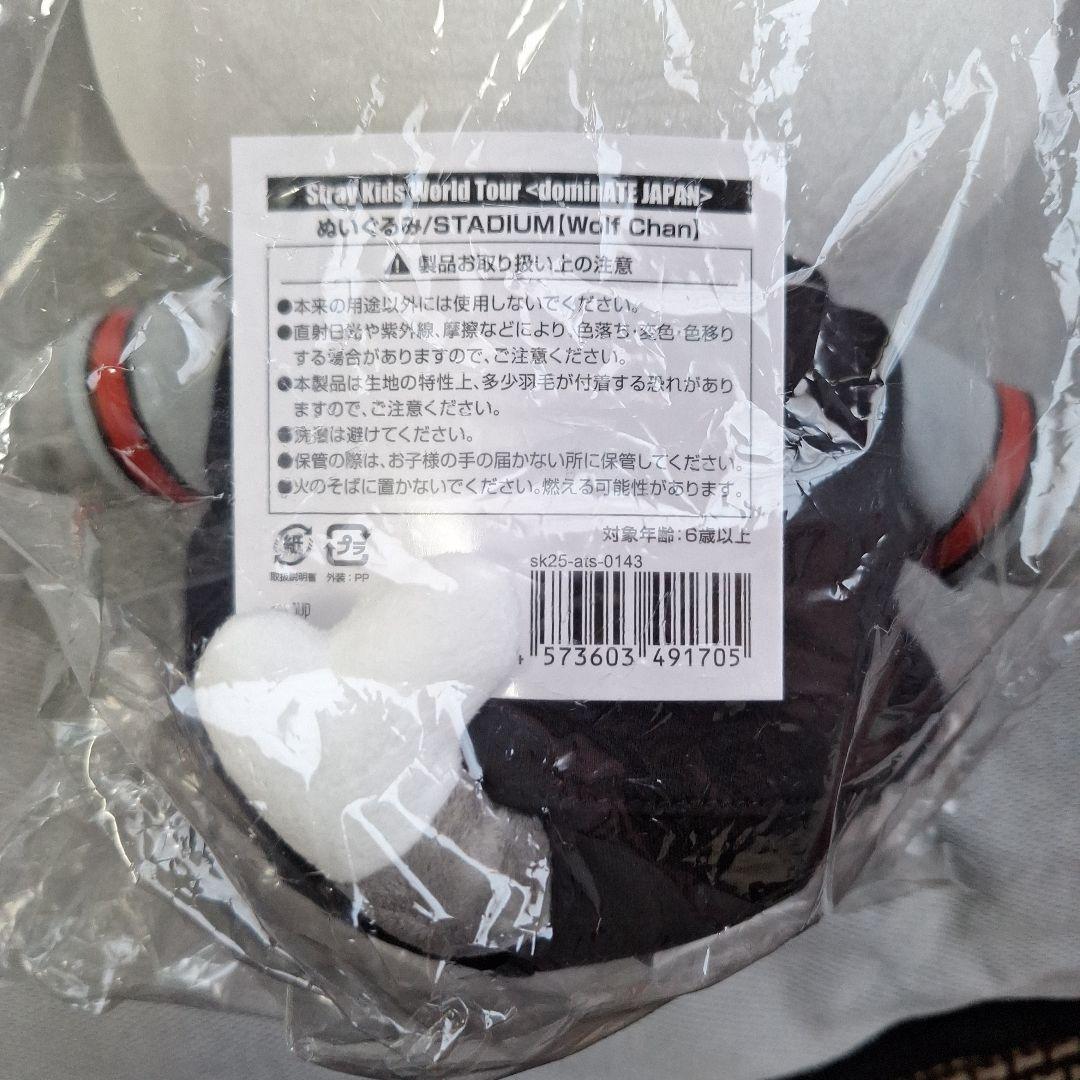 Stray Kids World Tour <dominATE JAPAN>
ぬいぐるみ/STADIUM【Wolf Chan】
製品お取り扱い上の注意
●本来の用途以外には使用しないでください。
●直射日光や紫外線、摩擦などにより、色落ち・変色・色移り
する場合がありますので、ご注意ください。
●本製品は生地の特性上、多少羽毛が付着する恐れがあり
ますので、ご注意ください。
●洗濯は避けてください。
●保管の際は、お子様の手の届かない所に保管してください。
●火のそばに置かないでください。燃える可能性があります。
対象年齢:6歳以上
紙 プラ
取扱説明書 外装:PP
sk25-ats-0143
573603 491705